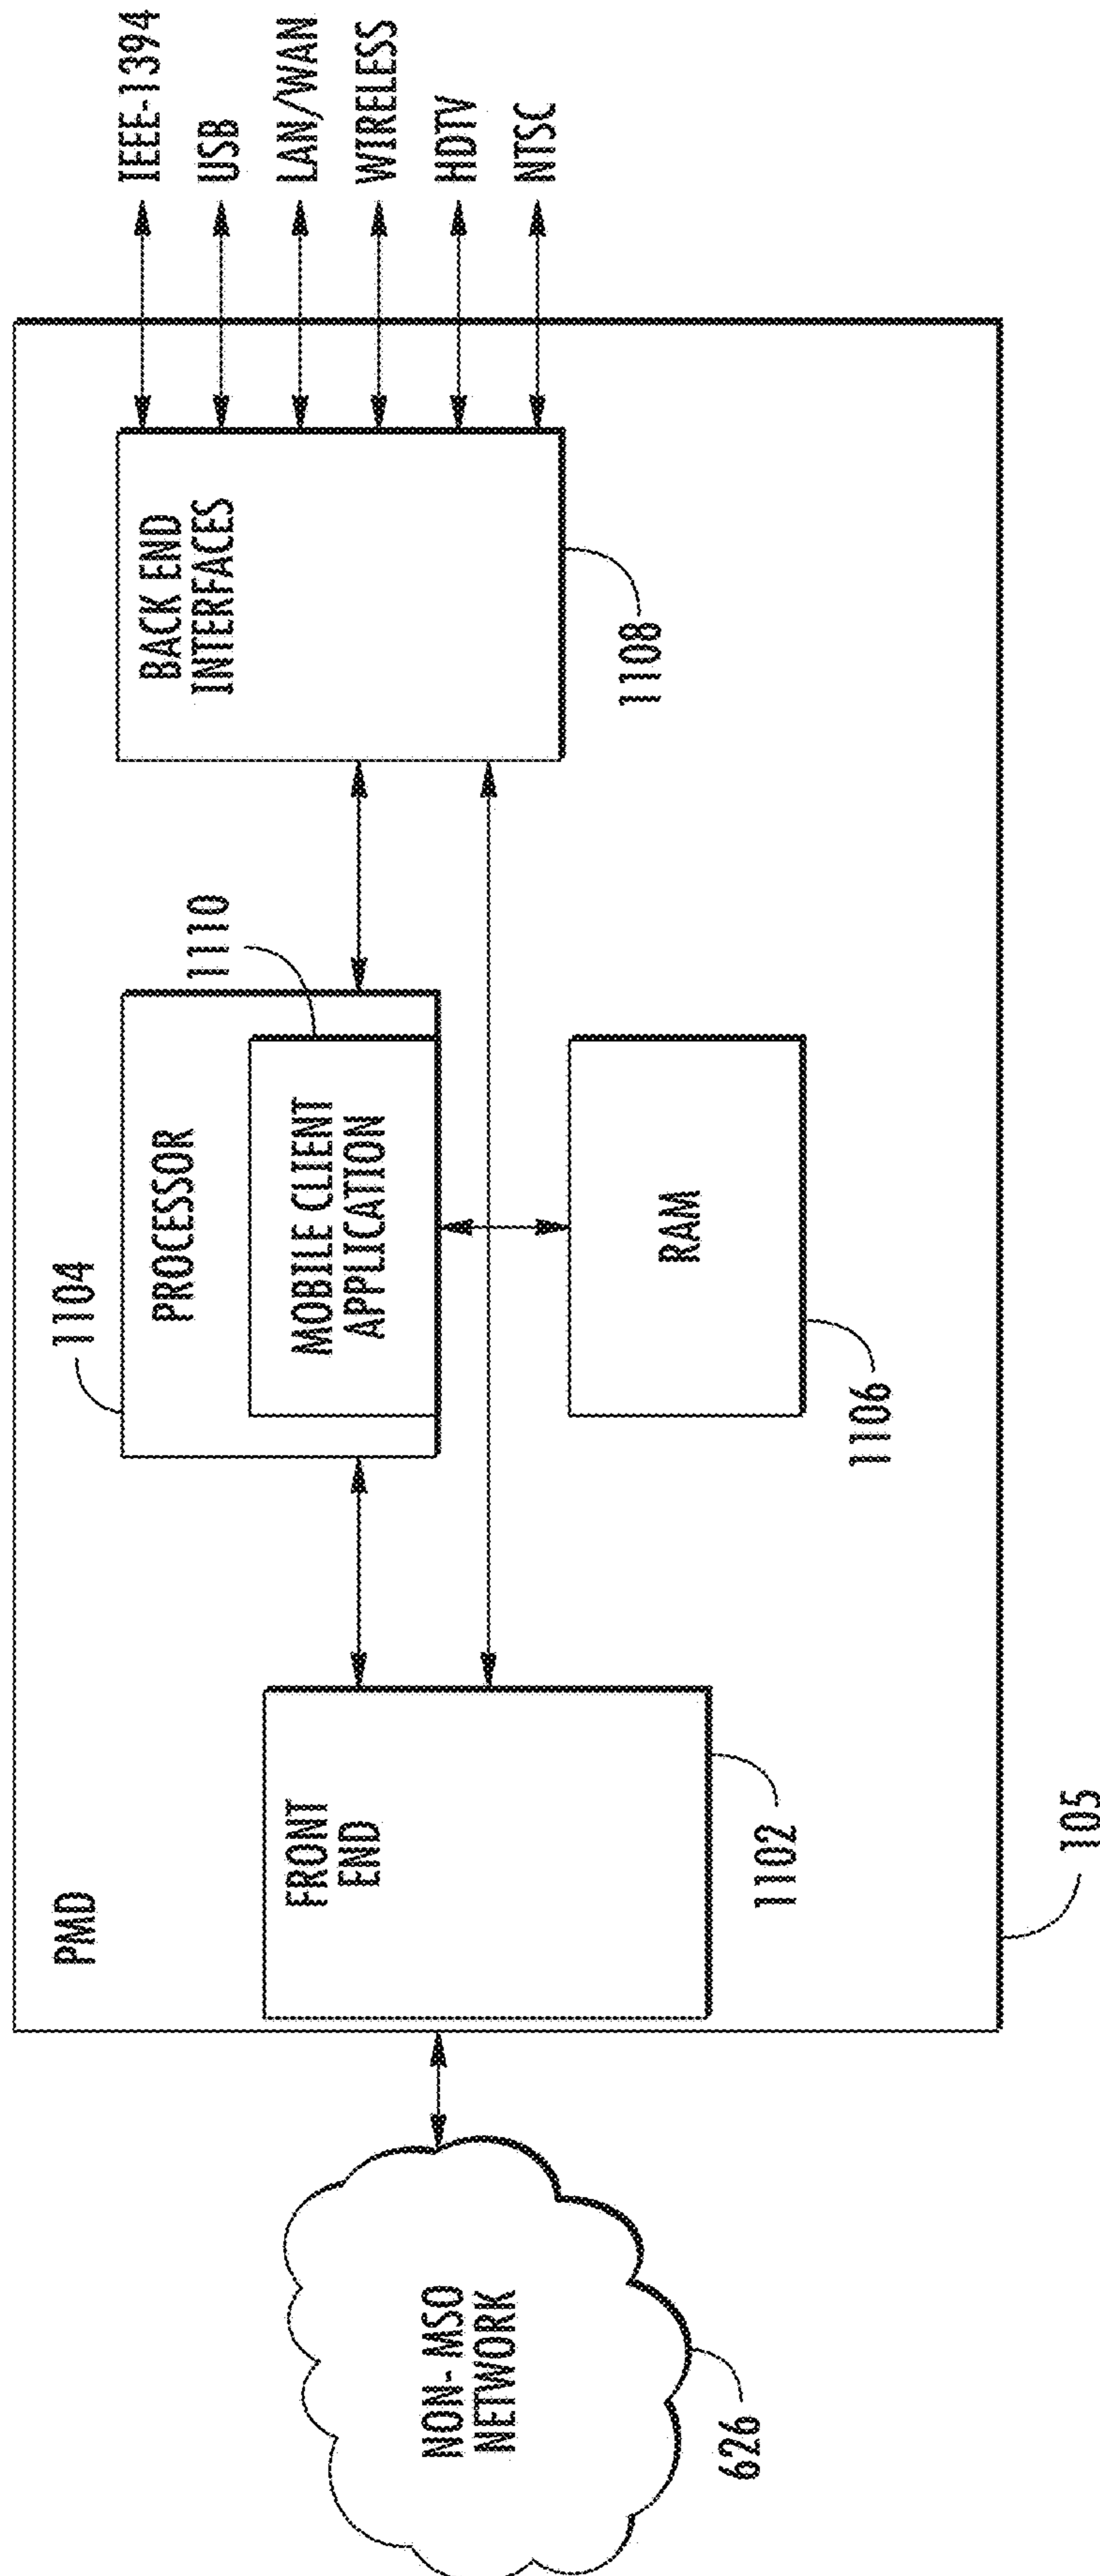 PMD
1104
PROCESSOR
1110
MOBILE CLIENT
APPLICATION
BACK END
INTERFACES
1108
IEEE-1394
USB
LAN/WAN
WIRELESS
HDTV
NTSC
FRONT
END
1102
RAM
1106
NON- MSO
NETWORK
626
105